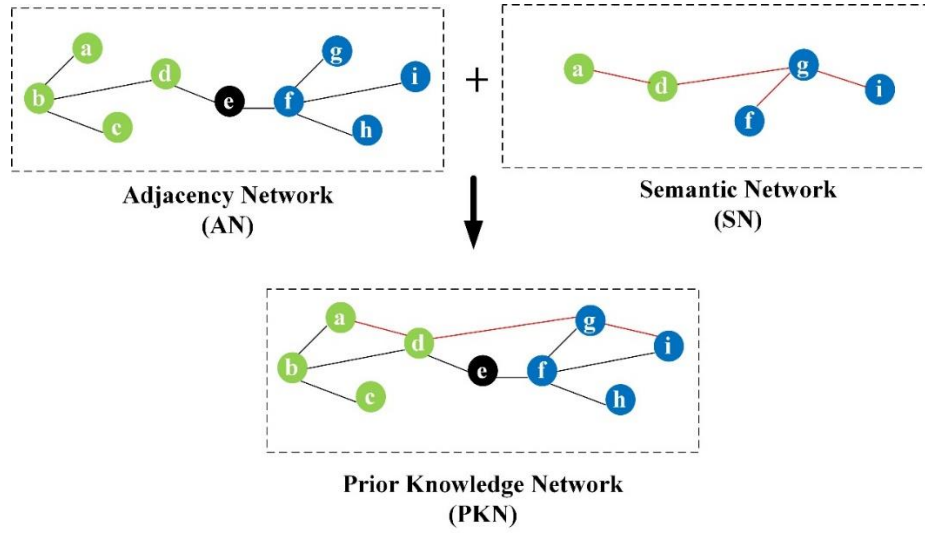 a
b
c
d
e
f
g
h
i
+
a
d
g
f
i
Adjacency Network
(AN)
Semantic Network
(SN)
a
b
c
d
e
f
g
h
i
Prior Knowledge Network
(PKN)